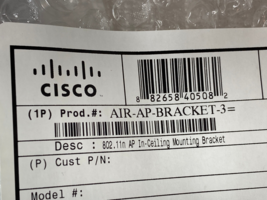 CISCO
8 82658 40508 2
(1P) Prod.#: AIR-AP-BRACKET-3=
Desc : 802.11n AP In-Ceiling Mounting Bracket
(P) Cust P/N:
Model #: